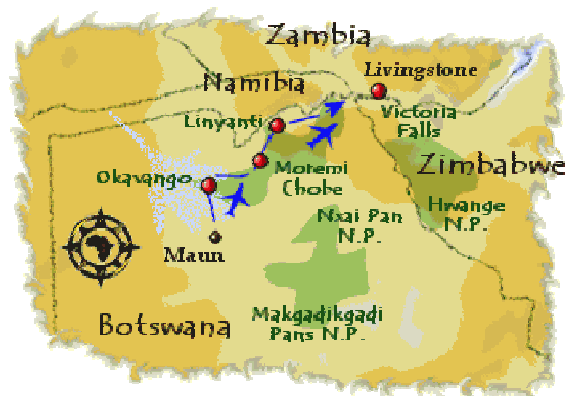 Zambia
Livingstone
Namibia
Linyanti
Victoria
Falls
Okavango
Moremi
Chobe
Zimbabwe
Nxai Pan
N.P.
Hwange
N.P.
Maun
Botswana
Makgadikgadi
Pans N.P.